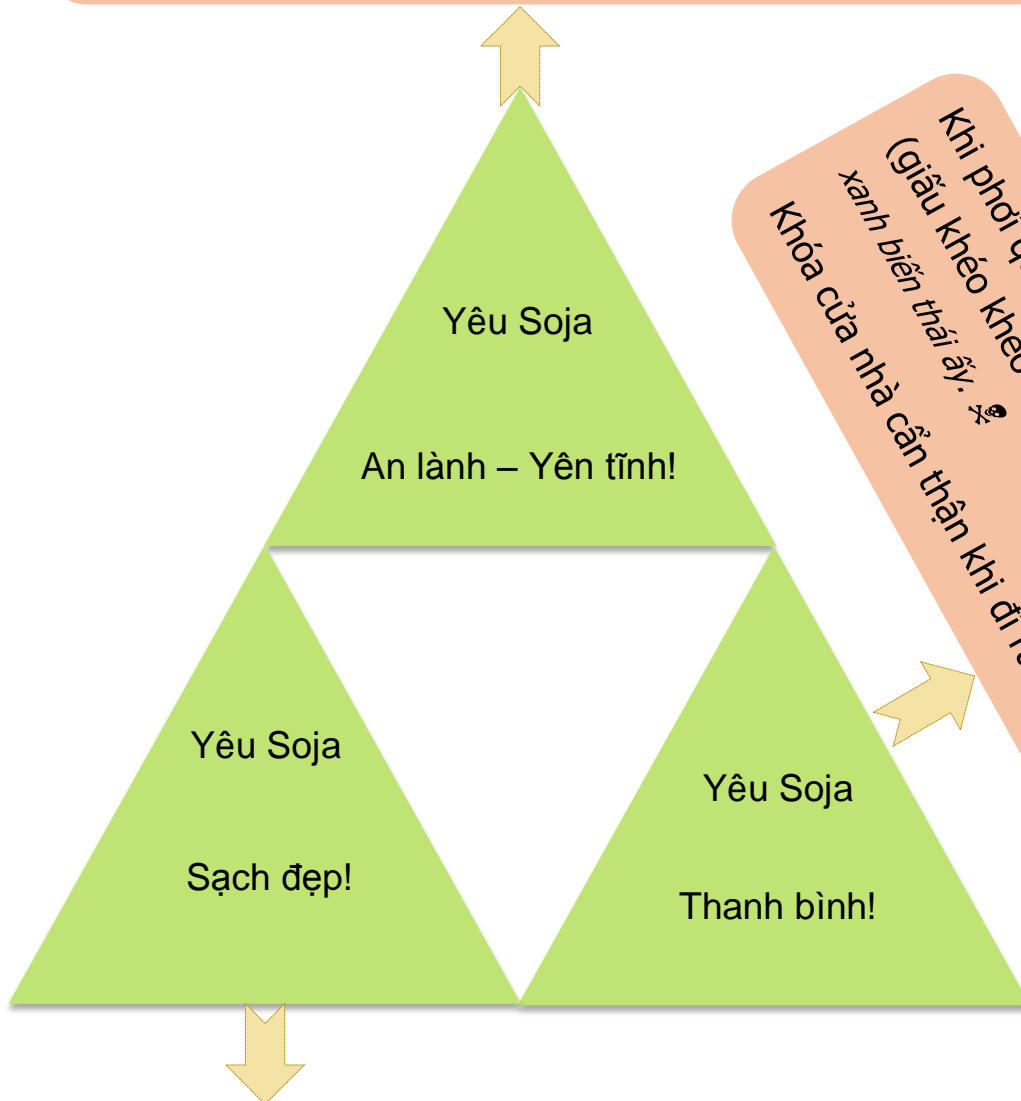 Yêu Soja
An lành – Yên tĩnh!
Khi phơi
(giấu khéo khéo
xanh biến thái ấy. ☠
Khóa cửa nhà cẩn thận khi đi
Yêu Soja
Sạch đẹp!
Yêu Soja
Thanh bình!